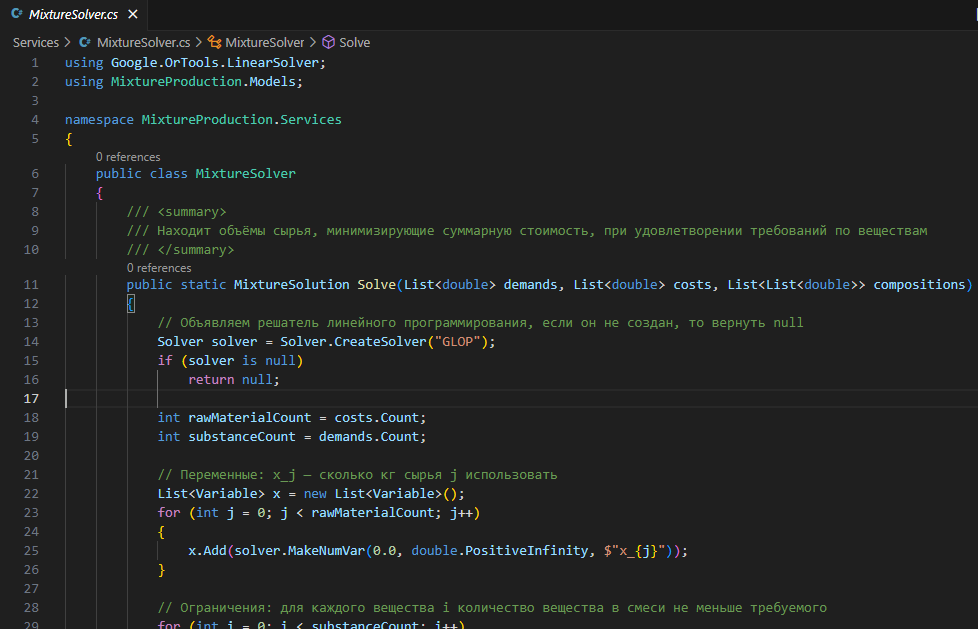 MixtureSolver.cs
Services > MixtureSolver.cs > MixtureSolver > Solve
1 using Google.OrTools.LinearSolver;
2 using MixtureProduction.Models;
3
4 namespace MixtureProduction.Services
5 {
0 references
6 public class MixtureSolver
7 {
8 /// <summary>
9 /// Находит объёмы сырья, минимизирующие суммарную стоимость, при удовлетворении требований по веществам
10 /// </summary>
0 references
11 public static MixtureSolution Solve(List<double> demands, List<double> costs, List<List<double>> compositions)
12 {
13 // Объявляем решатель линейного программирования, если он не создан, то вернуть null
14 Solver solver = Solver.CreateSolver("GLOP");
15 if (solver is null)
16 return null;
17
18 int rawMaterialCount = costs.Count;
19 int substanceCount = demands.Count;
20
21 // Переменные: x_j — сколько кг сырья j использовать
22 List<Variable> x = new List<Variable>();
23 for (int j = 0; j < rawMaterialCount; j++)
24 {
25 x.Add(solver.MakeNumVar(0.0, double.PositiveInfinity, $"x_{j}"));
26 }
27
28 // Ограничения: для каждого вещества i количество вещества в смеси не меньше требуемого
29 for (int i = 0; i < substanceCount; i++)